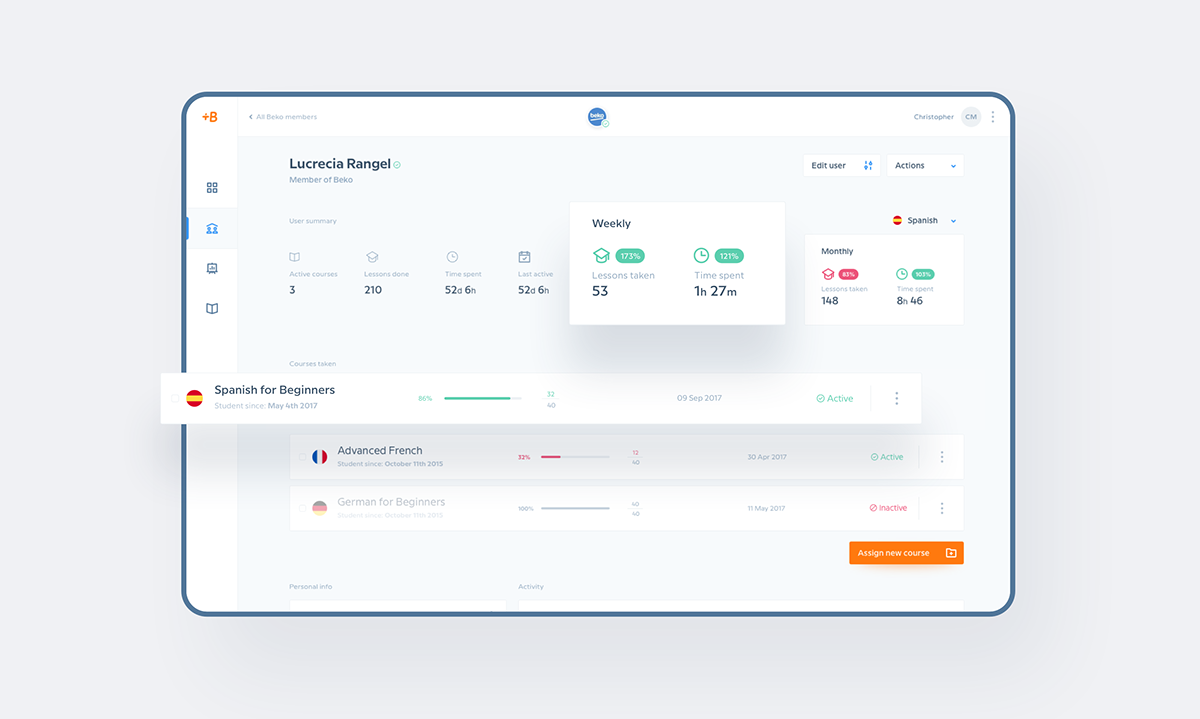 +B
All Beko members
beko
Christopher
CM
Lucrecia Rangel
Member of Beko
Edit user
Actions
User summary
Active courses
3
Lessons done
210
Time spent
52d 6h
Last active
52d 6h
Weekly
173%
Lessons taken
53
121%
Time spent
1h 27m
Spanish
Monthly
83%
Lessons taken
148
103%
Time spent
8h 46
Courses taken
Spanish for Beginners
Student since: May 4th 2017
86%
32
40
09 Sep 2017
Active
Advanced French
Student since: October 11th 2015
32%
12
40
30 Apr 2017
Active
German for Beginners
Student since: October 11th 2015
100%
40
40
11 May 2017
Inactive
Assign new course
Personal info
Activity